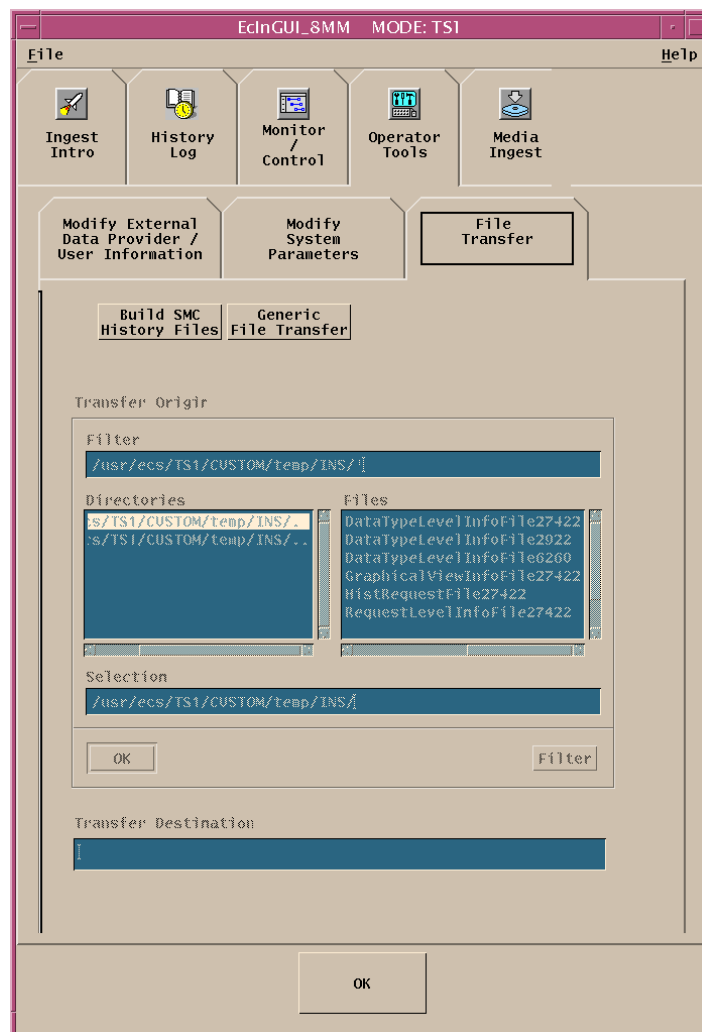 EcInGUI_8MM MODE: TS1
File Help
Ingest Intro
History Log
Monitor / Control
Operator Tools
Media Ingest
Modify External Data Provider / User Information
Modify System Parameters
File Transfer
Build SMC History Files
Generic File Transfer
Transfer Origin
Filter
/usr/ecs/TS1/CUSTOM/temp/INS/
Directories
s/TS1/CUSTOM/temp/INS/.
s/TS1/CUSTOM/temp/INS/..
Files
DataTypeLevelInfoFile27422
DataTypeLevelInfoFile2922
DataTypeLevelInfoFile6260
GraphicalViewInfoFile27422
HistRequestFile27422
RequestLevelInfoFile27422
Selection
/usr/ecs/TS1/CUSTOM/temp/INS/
OK
Filter
Transfer Destination
OK